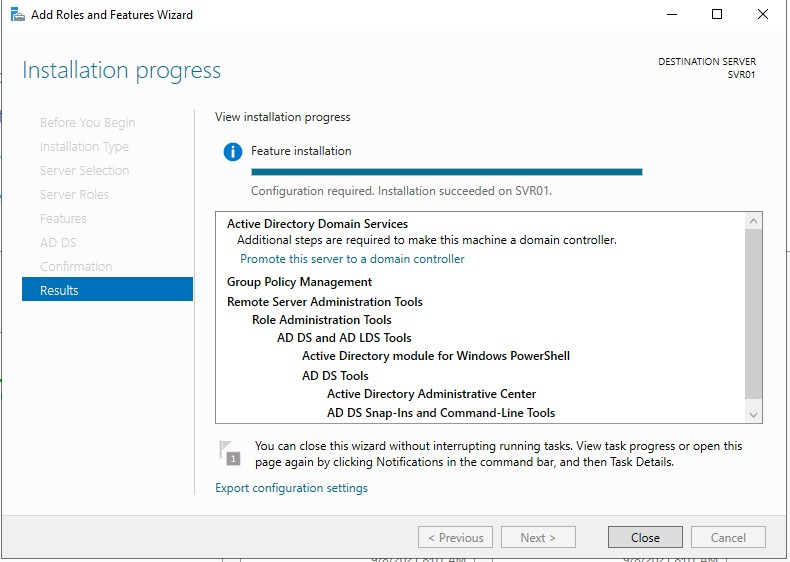 Add Roles and Features Wizard
Installation progress
DESTINATION SERVER
SVR01
Before You Begin
Installation Type
Server Selection
Server Roles
Features
AD DS
Confirmation
Results
View installation progress
Feature installation
Configuration required. Installation succeeded on SVR01.
Active Directory Domain Services
Additional steps are required to make this machine a domain controller.
Promote this server to a domain controller
Group Policy Management
Remote Server Administration Tools
Role Administration Tools
AD DS and AD LDS Tools
Active Directory module for Windows PowerShell
AD DS Tools
Active Directory Administrative Center
AD DS Snap-Ins and Command-Line Tools
1
You can close this wizard without interrupting running tasks. View task progress or open this
page again by clicking Notifications in the command bar, and then Task Details.
Export configuration settings
< Previous
Next >
Close
Cancel